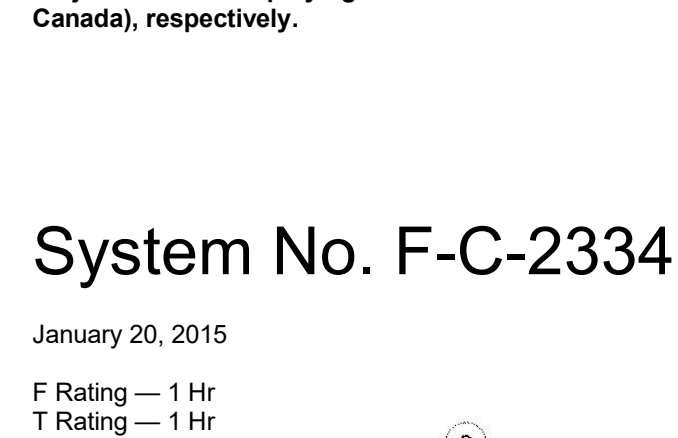 Canada), respectively.
System No. F-C-2334
January 20, 2015
F Rating — 1 Hr
T Rating — 1 Hr